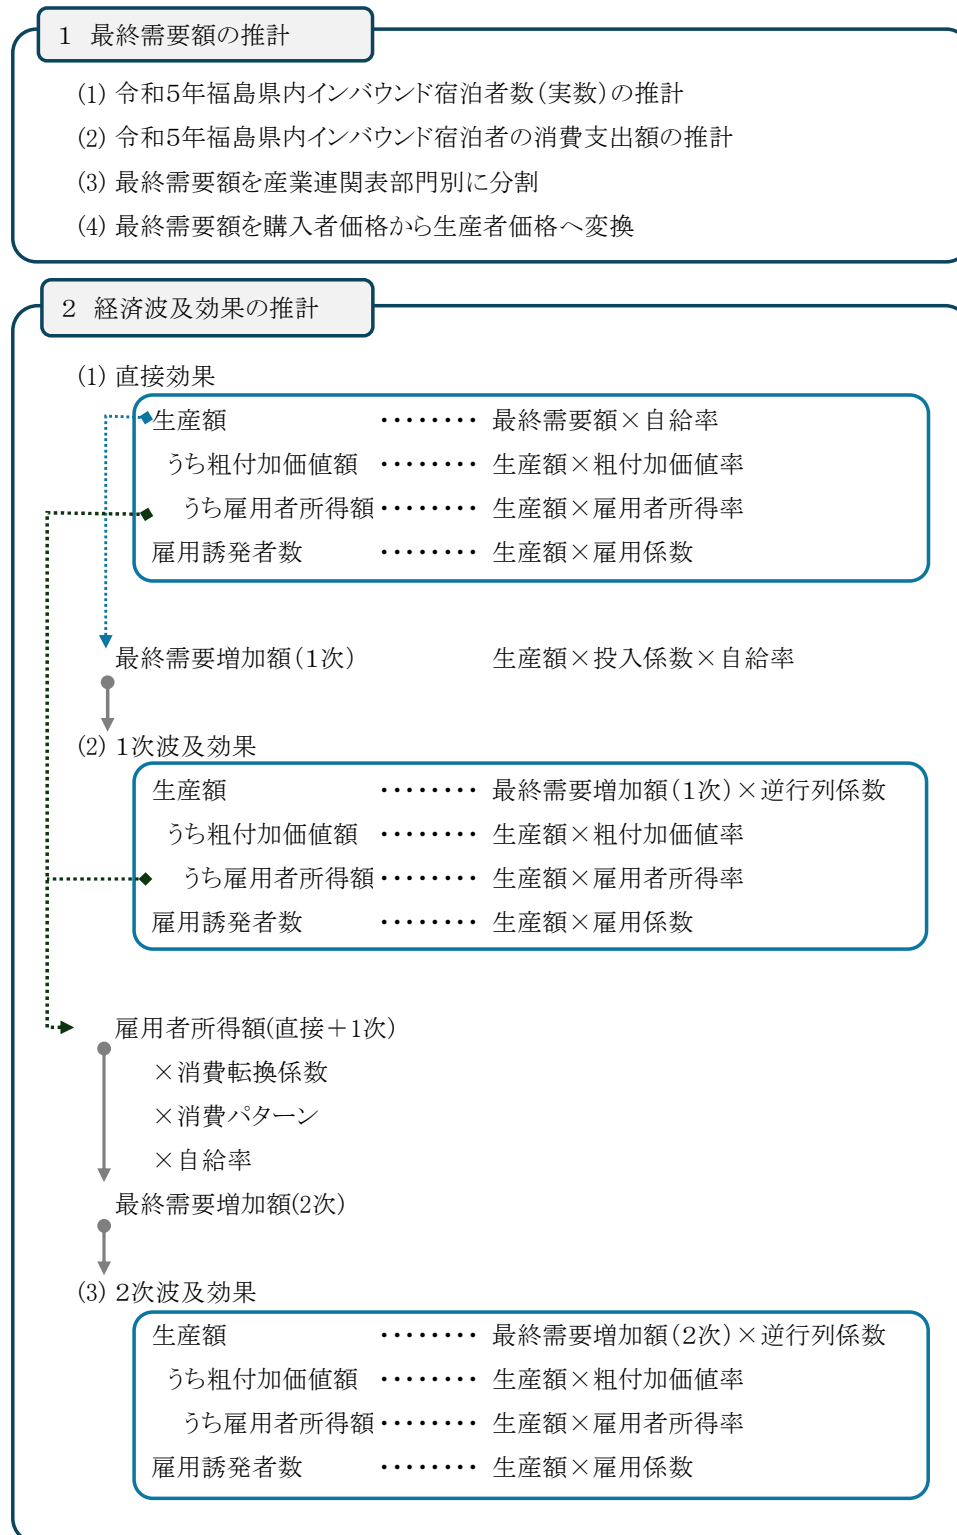 １ 最終需要額の推計
(1) 令和５年福島県内インバウンド宿泊者数（実数）の推計
(2) 令和５年福島県内インバウンド宿泊者の消費支出額の推計
(3) 最終需要額を産業連関表部門別に分割
(4) 最終需要額を購入者価格から生産者価格へ変換
２ 経済波及効果の推計
(1) 直接効果
生産額 ・・・・・・・・ 最終需要額×自給率
うち粗付加価値額 ・・・・・・・・ 生産額×粗付加価値率
うち雇用者所得額 ・・・・・・・・ 生産額×雇用者所得率
雇用誘発者数 ・・・・・・・・ 生産額×雇用係数
最終需要増加額（１次） 生産額×投入係数×自給率
(2) １次波及効果
生産額 ・・・・・・・・ 最終需要増加額（１次）×逆行列係数
うち粗付加価値額 ・・・・・・・・ 生産額×粗付加価値率
うち雇用者所得額 ・・・・・・・・ 生産額×雇用者所得率
雇用誘発者数 ・・・・・・・・ 生産額×雇用係数
雇用者所得額(直接＋１次)
×消費転換係数
×消費パターン
×自給率
最終需要増加額(2次)
(3) ２次波及効果
生産額 ・・・・・・・・ 最終需要増加額（２次）×逆行列係数
うち粗付加価値額 ・・・・・・・・ 生産額×粗付加価値率
うち雇用者所得額 ・・・・・・・・ 生産額×雇用者所得率
雇用誘発者数 ・・・・・・・・ 生産額×雇用係数